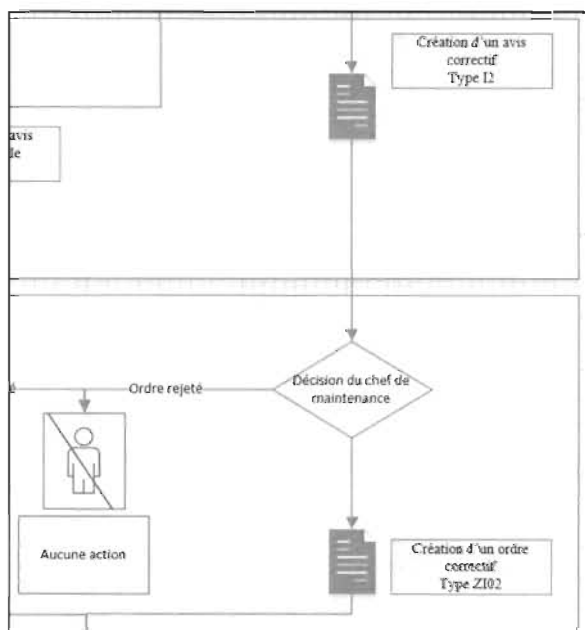 Création d'un avis
correctif
Type I2
avis
le
é
Ordre rejeté
Décision du chef de
maintenance
Aucune action
Création d'un ordre
correctif
Type ZI02